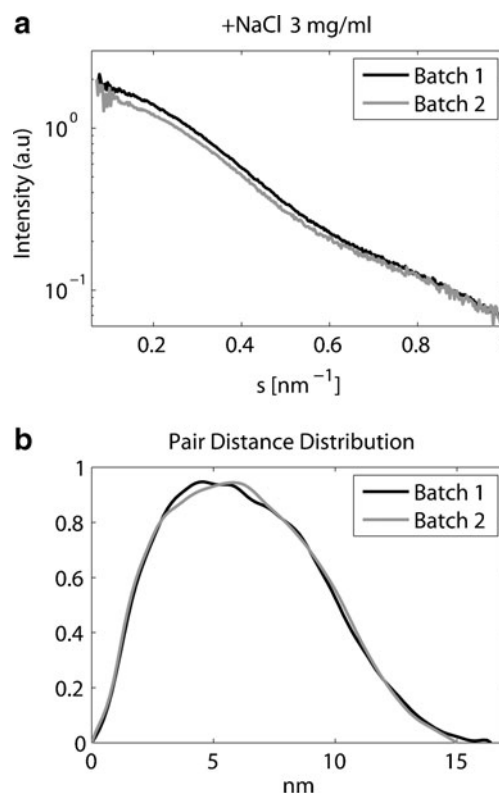 a
+NaCl 3 mg/ml
Batch 1
Batch 2
Intensity (a.u)
10⁰
10⁻¹
0.2 0.4 0.6 0.8
s [nm⁻¹]
b
Pair Distance Distribution
Batch 1
Batch 2
1
0.8
0.6
0.4
0.2
0
0 5 10 15
nm